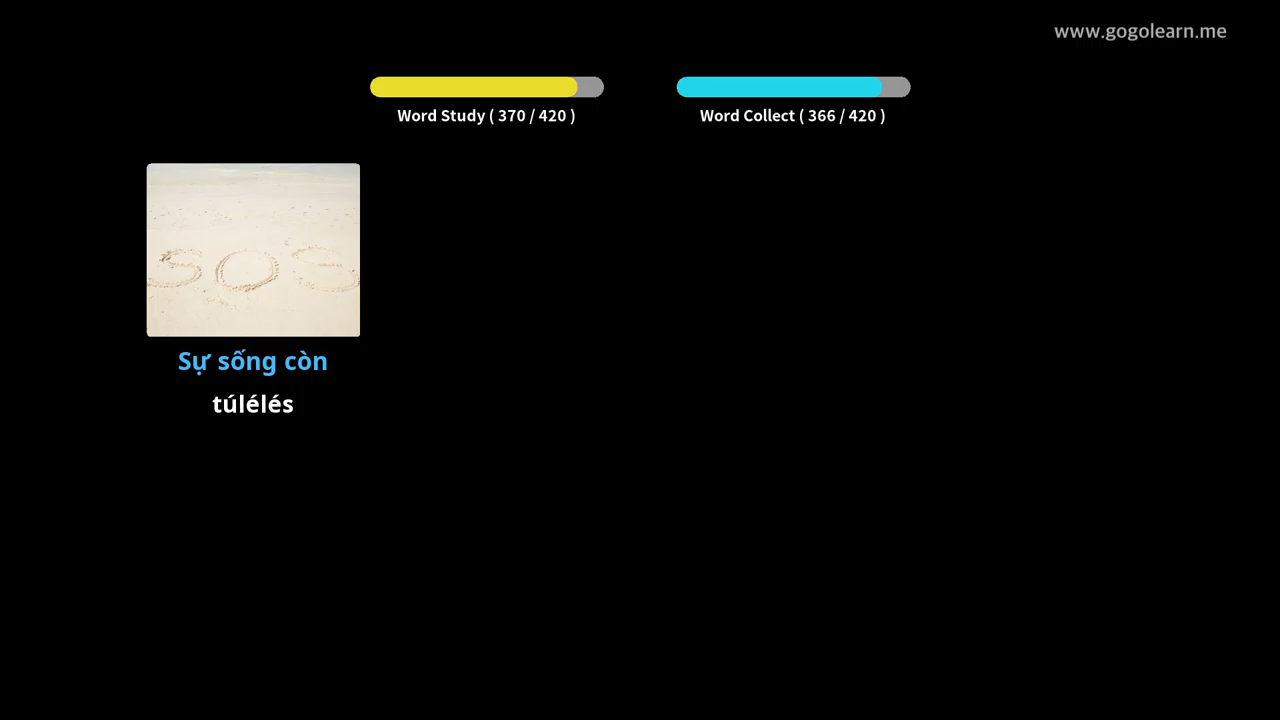 www.gogolearn.me
Word Study ( 370 / 420 )
Word Collect ( 366 / 420 )
SOS
Sự sống còn
túlélés